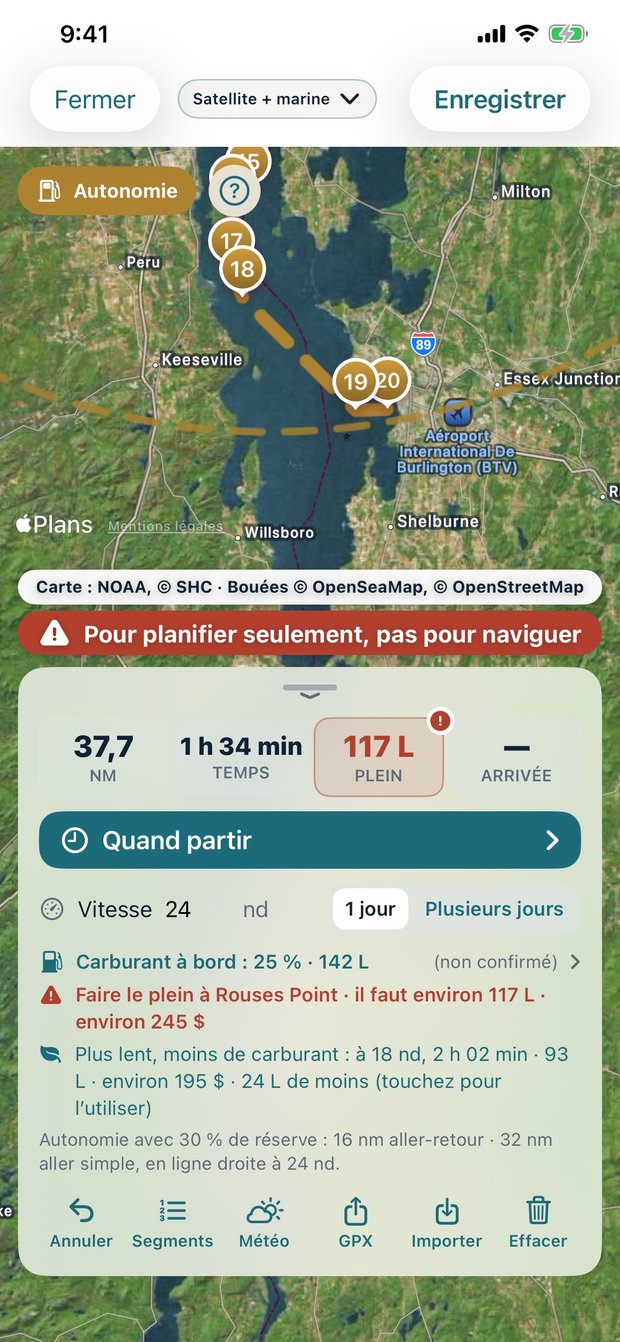 9:41
Fermer
Satellite + marine
Enregistrer
15
Autonomie
?
Milton
17
Peru
18
89
Keeseville
19
20
Essex Junction
Aéroport
International De
Burlington (BTV)
Plans
Mentions légales
Willsboro
Shelburne
Carte : NOAA, © SHC · Bouées © OpenSeaMap, © OpenStreetMap
Pour planifier seulement, pas pour naviguer
37,7
NM
1 h 34 min
TEMPS
117 L
PLEIN
—
ARRIVÉE
Quand partir
Vitesse 24 nd
1 jour
Plusieurs jours
Carburant à bord : 25 % · 142 L
(non confirmé)
Faire le plein à Rouses Point · il faut environ 117 L ·
environ 245 $
Plus lent, moins de carburant : à 18 nd, 2 h 02 min · 93
L · environ 195 $ · 24 L de moins (touchez pour
l’utiliser)
Autonomie avec 30 % de réserve : 16 nm aller-retour · 32 nm
aller simple, en ligne droite à 24 nd.
Annuler
Segments
Météo
GPX
Importer
Effacer